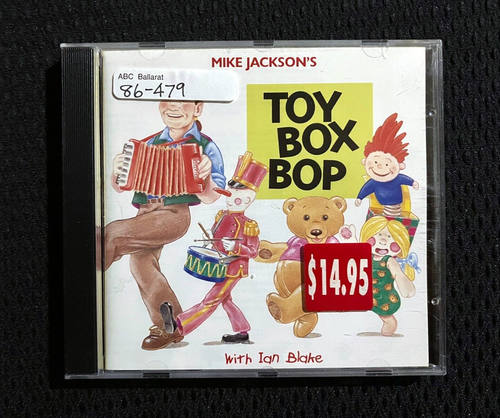 MIKE JACKSON'S
ABC Ballarat
86-479
TOY
BOX
BOP
$14.95
with Ian Blake